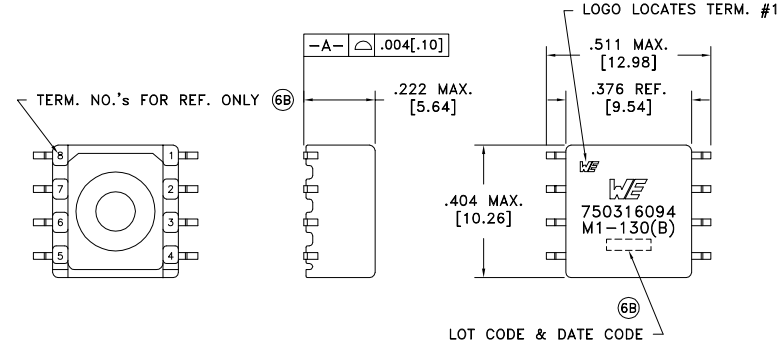 LOGO LOCATES TERM. #1
-A- ⌓ .004[.10]
.511 MAX.
[12.98]
TERM. NO.'s FOR REF. ONLY 6B
.222 MAX.
[5.64]
.376 REF.
[9.54]
8 1
7 2
6 3
5 4
WE
WE
750316094
M1-130(B)
.404 MAX.
[10.26]
6B
LOT CODE & DATE CODE